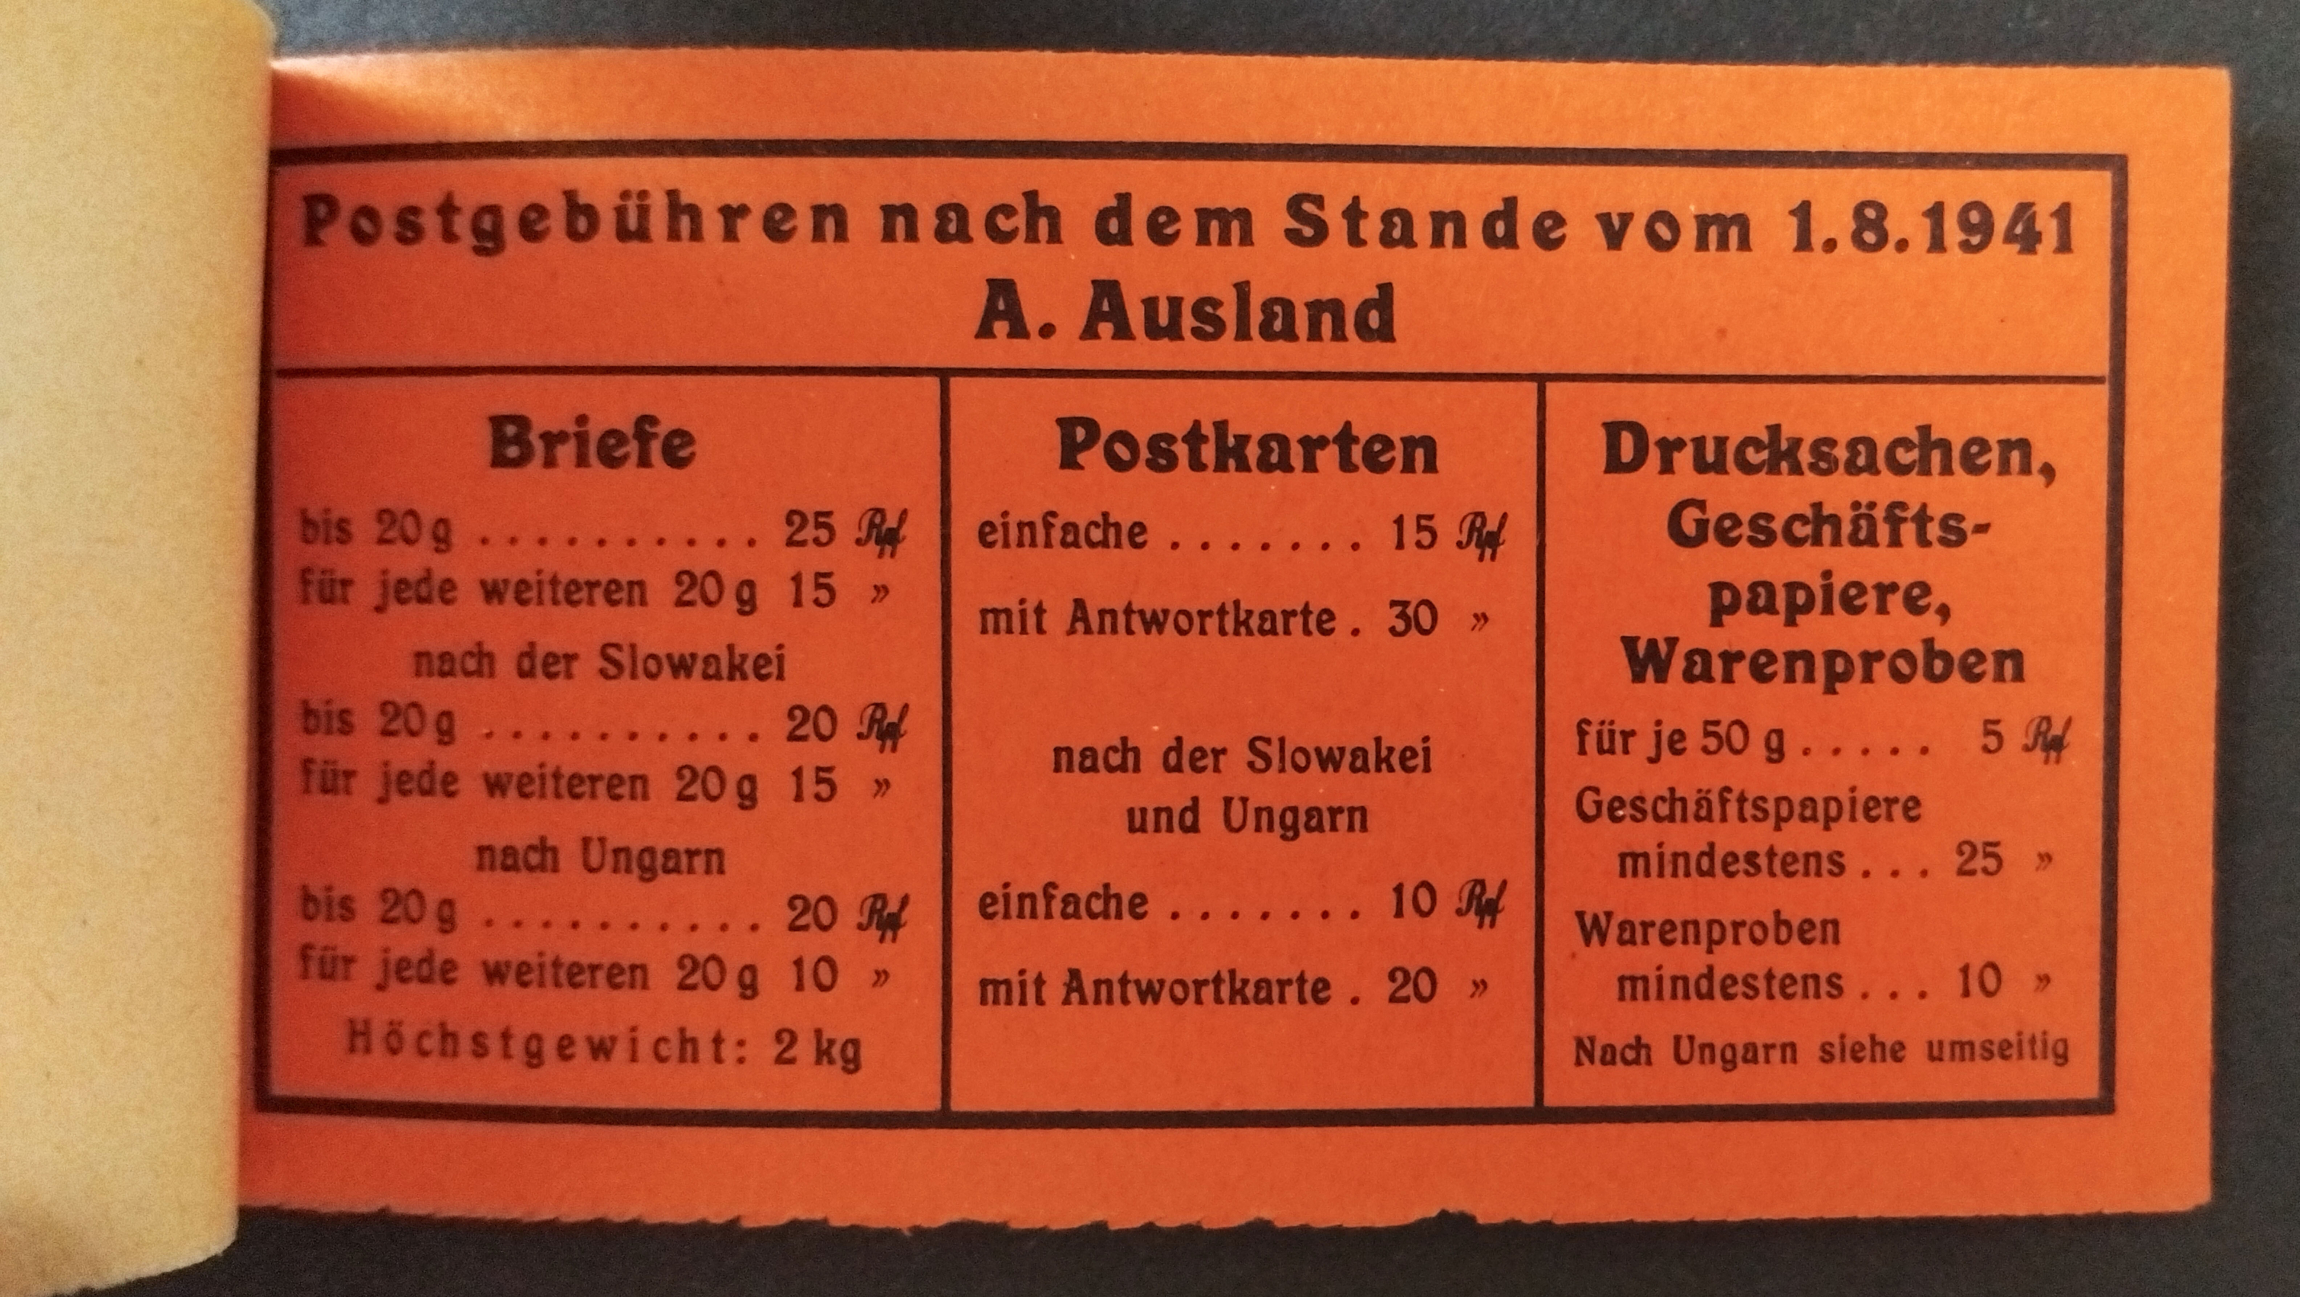 Postgebühren nach dem Stande vom 1.8.1941
A. Ausland
Briefe
bis 20 g . . . . . . . . . . 25 Rpf
für jede weiteren 20 g 15 »
nach der Slowakei
bis 20 g . . . . . . . . . . 20 Rpf
für jede weiteren 20 g 15 »
nach Ungarn
bis 20 g . . . . . . . . . . 20 Rpf
für jede weiteren 20 g 10 »
Höchstgewicht: 2 kg
Postkarten
einfache . . . . . . . 15 Rpf
mit Antwortkarte . 30 »
nach der Slowakei
und Ungarn
einfache . . . . . . . 10 Rpf
mit Antwortkarte . 20 »
Drucksachen,
Geschäfts-
papiere,
Warenproben
für je 50 g . . . . . 5 Rpf
Geschäftspapiere
mindestens . . . 25 »
Warenproben
mindestens . . . 10 »
Nach Ungarn siehe umseitig